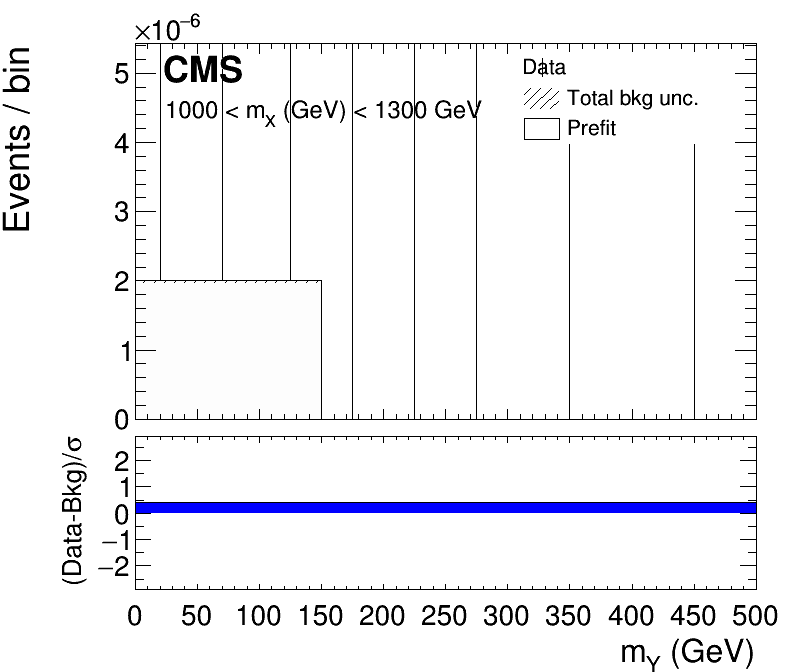 ×10⁻⁶
Events / bin
CMS
1000 < mX (GeV) < 1300 GeV
Data
Total bkg unc.
Prefit
5
4
3
2
1
0
(Data-Bkg)/σ
2
1
0
−1
−2
0 50 100 150 200 250 300 350 400 450 500
mY (GeV)